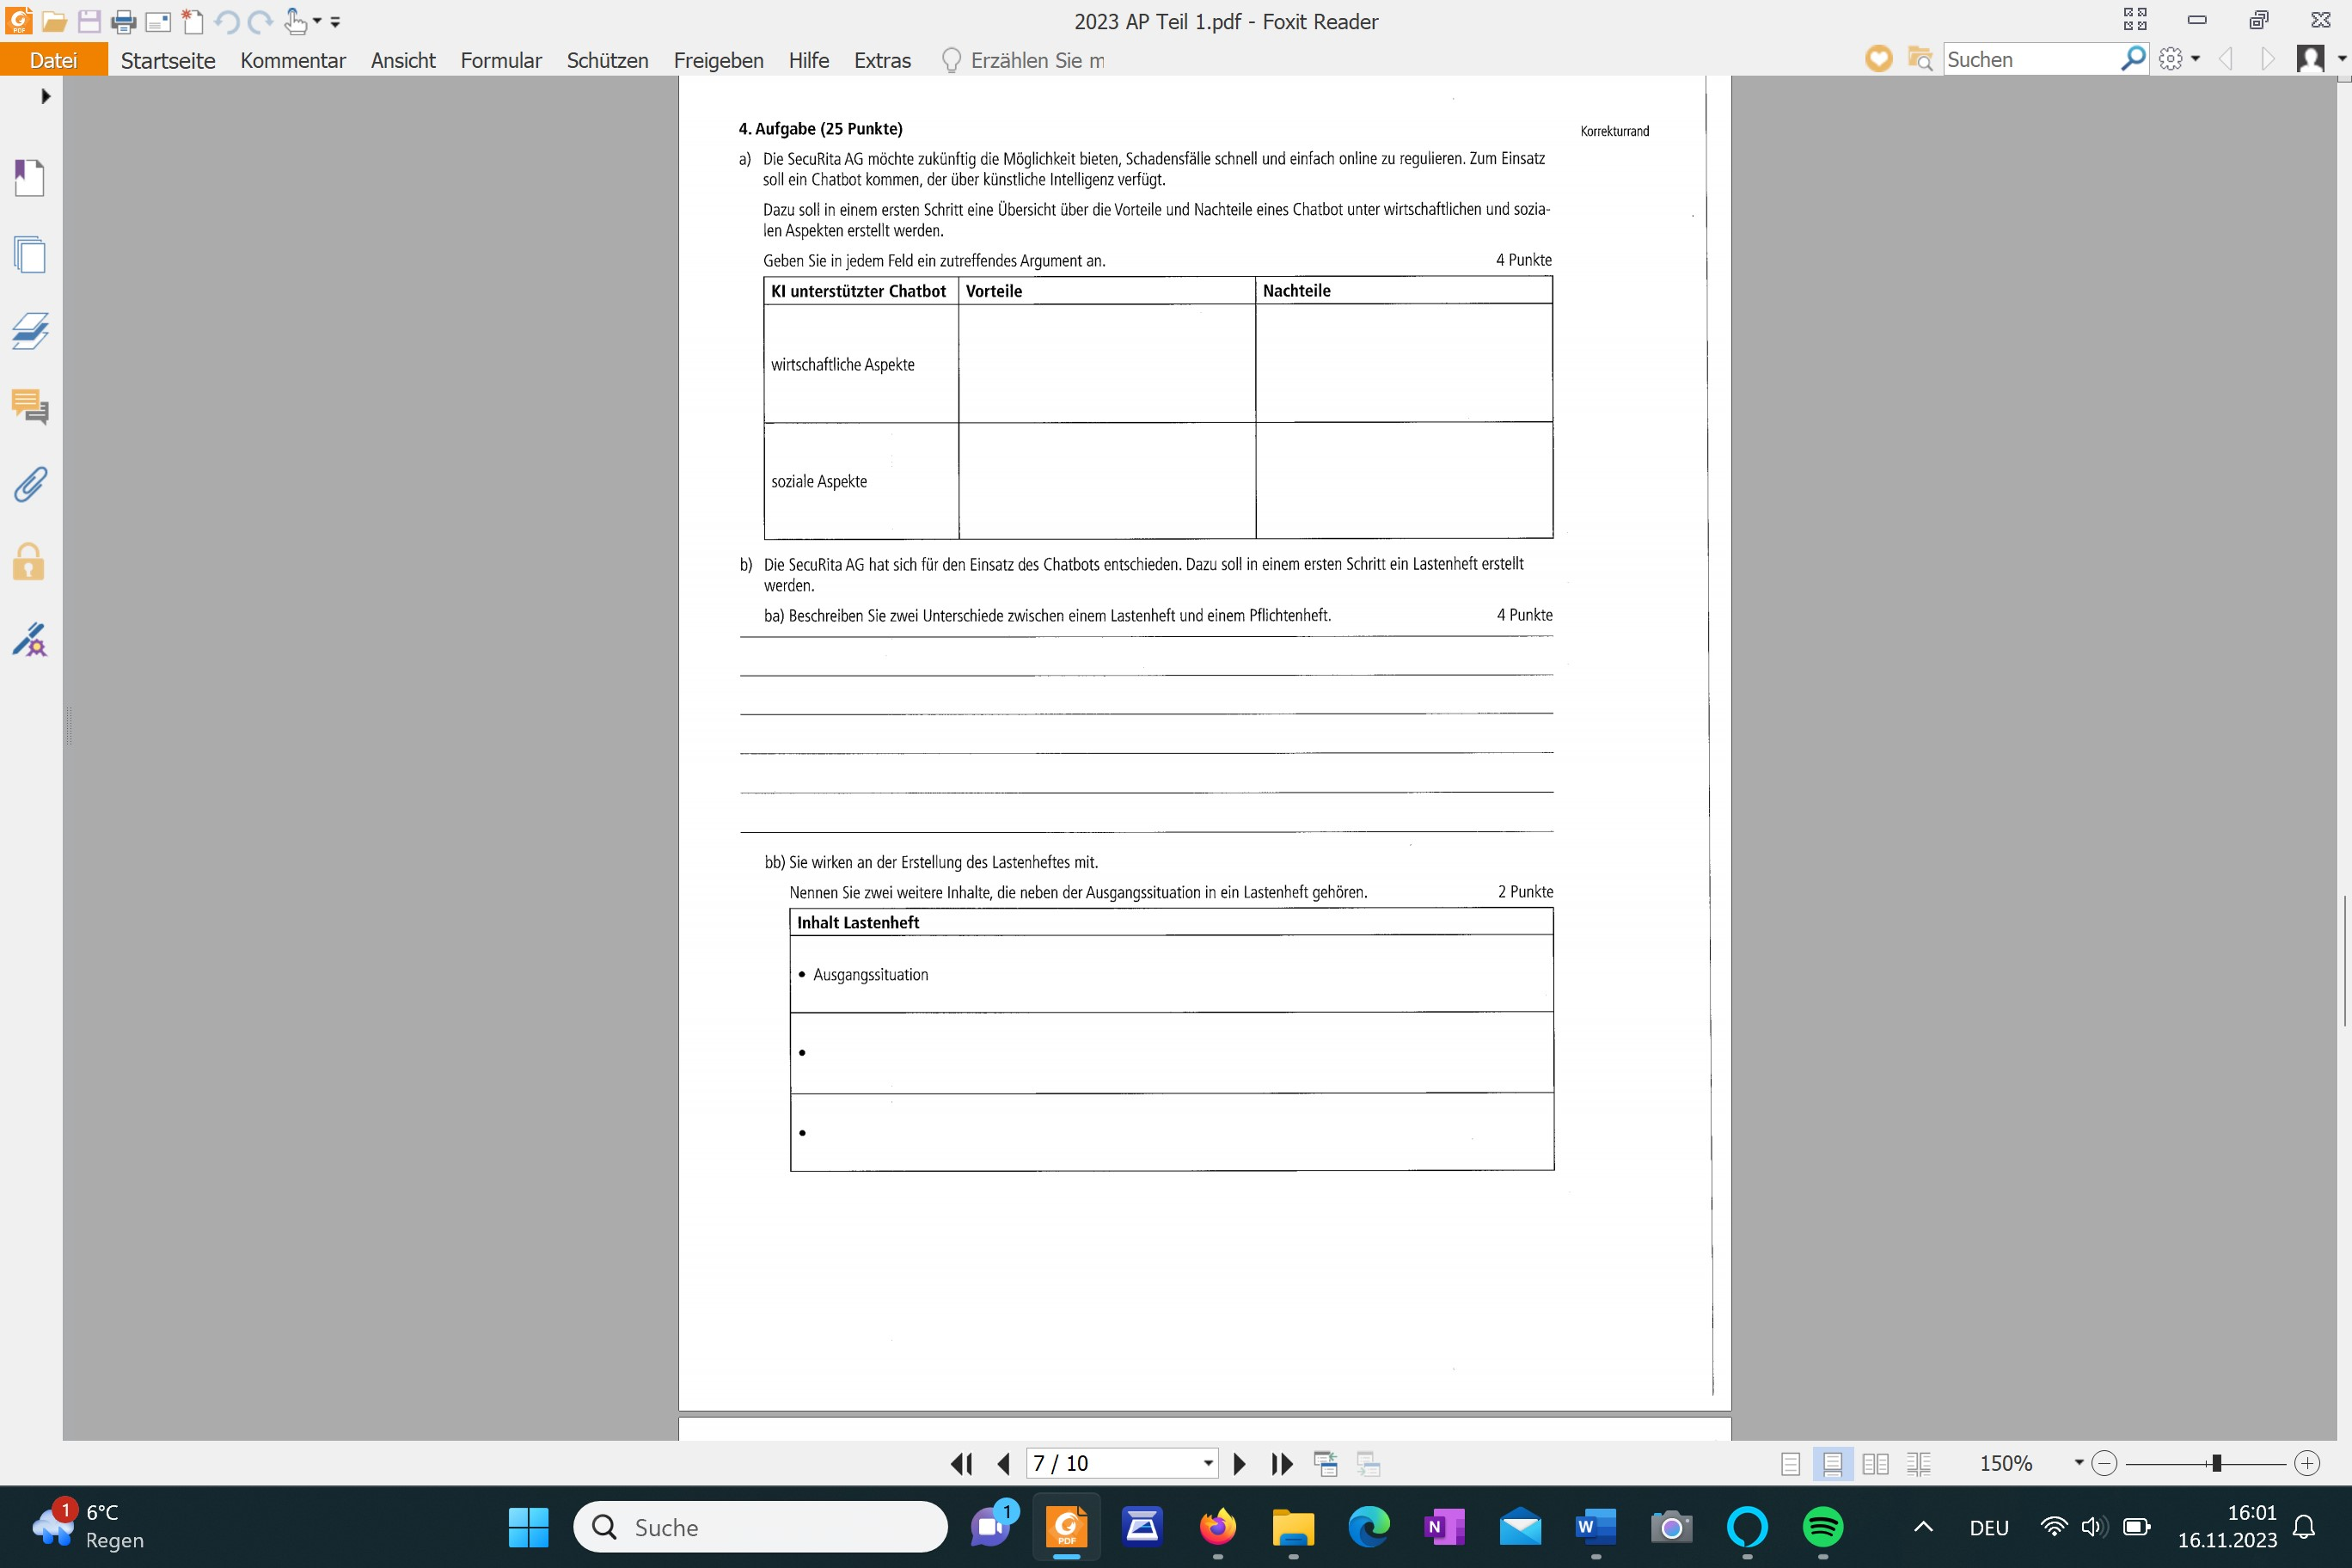 2023 AP Teil 1.pdf - Foxit Reader
Datei Startseite Kommentar Ansicht Formular Schützen Freigeben Hilfe Extras Erzählen Sie m
Suchen
4. Aufgabe (25 Punkte)
Korrekturrand
a) Die SecuRita AG möchte zukünftig die Möglichkeit bieten, Schadensfälle schnell und einfach online zu regulieren. Zum Einsatz
soll ein Chatbot kommen, der über künstliche Intelligenz verfügt.
Dazu soll in einem ersten Schritt eine Übersicht über die Vorteile und Nachteile eines Chatbot unter wirtschaftlichen und sozia-
len Aspekten erstellt werden.
Geben Sie in jedem Feld ein zutreffendes Argument an. 4 Punkte
KI unterstützter Chatbot Vorteile Nachteile
wirtschaftliche Aspekte
soziale Aspekte
b) Die SecuRita AG hat sich für den Einsatz des Chatbots entschieden. Dazu soll in einem ersten Schritt ein Lastenheft erstellt
werden.
ba) Beschreiben Sie zwei Unterschiede zwischen einem Lastenheft und einem Pflichtenheft. 4 Punkte
bb) Sie wirken an der Erstellung des Lastenheftes mit.
Nennen Sie zwei weitere Inhalte, die neben der Ausgangssituation in ein Lastenheft gehören. 2 Punkte
Inhalt Lastenheft
• Ausgangssituation
•
•
7 / 10
150%
1
6°C
Regen
Suche
1
PDF
N
W
DEU
16:01
16.11.2023